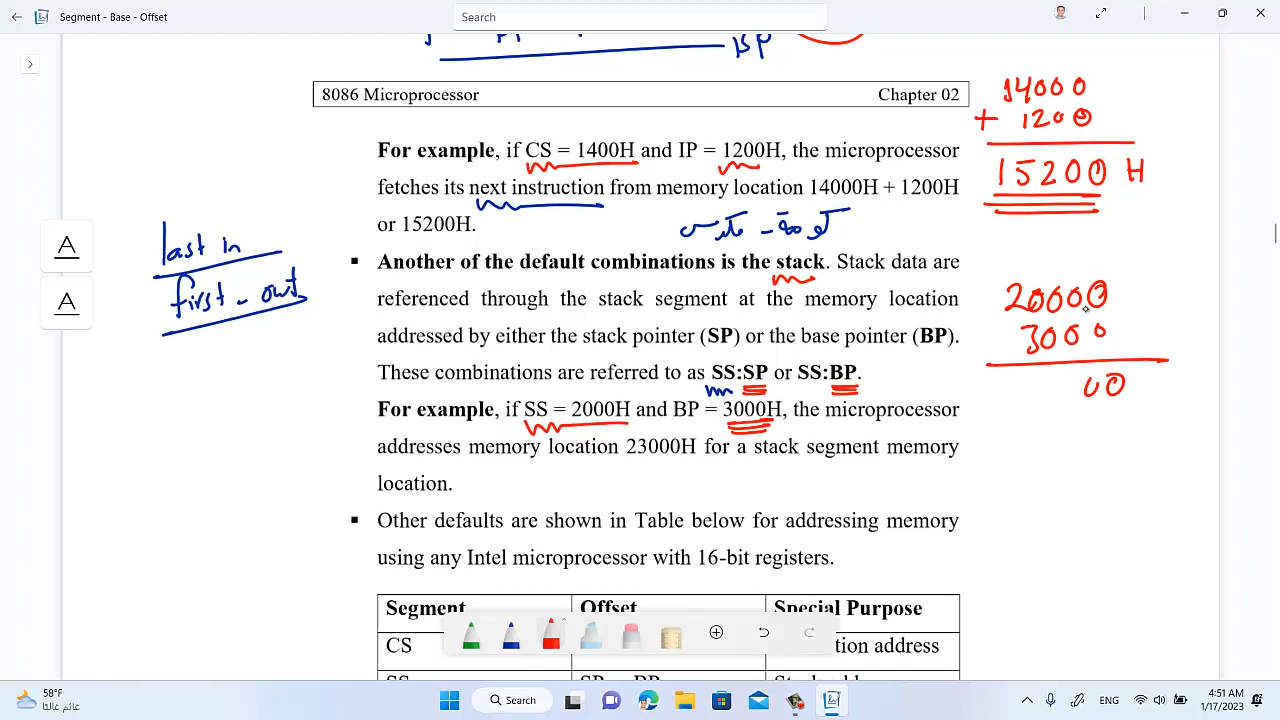 Segment - Base - Offset
Search
BP
8086 Microprocessor Chapter 02
14000
+ 1200
15200 H
For example, if CS = 1400H and IP = 1200H, the microprocessor
fetches its next instruction from memory location 14000H + 1200H
or 15200H.
last in
first - out
▪ Another of the default combinations is the stack. Stack data are
referenced through the stack segment at the memory location
addressed by either the stack pointer (SP) or the base pointer (BP).
These combinations are referred to as SS:SP or SS:BP.
20000
3000
00
For example, if SS = 2000H and BP = 3000H, the microprocessor
addresses memory location 23000H for a stack segment memory
location.
▪ Other defaults are shown in Table below for addressing memory
using any Intel microprocessor with 16-bit registers.
Segment Offset Special Purpose
CS tion address
A
A
58°F
غائم غالبًا
Search
ENG
4:51 AM
1/17/2023